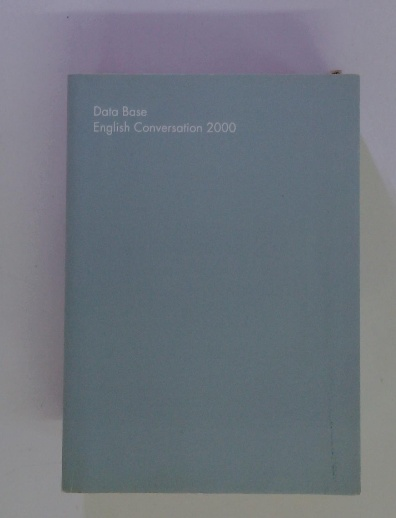 Data Base
English Conversation 2000